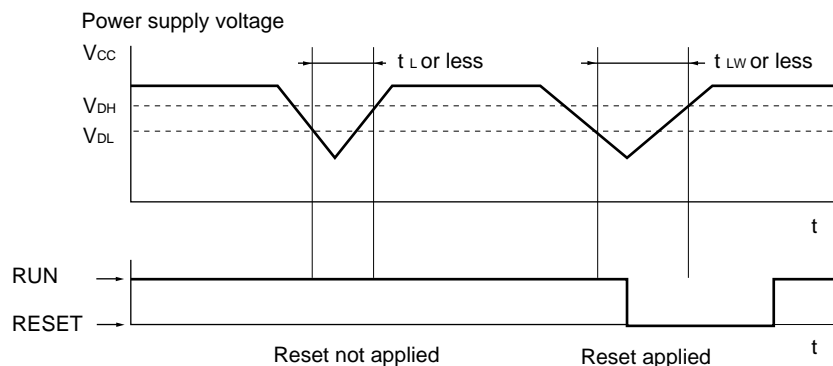 Power supply voltage
VCC
t L or less
t LW or less
VDH
VDL
t
RUN
RESET
t
Reset not applied
Reset applied